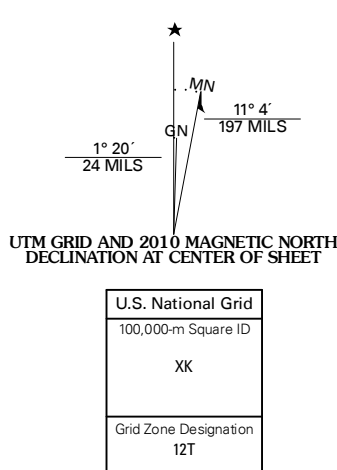 ★
MN
11° 4´
197 MILS
GN
1° 20´
24 MILS
UTM GRID AND 2010 MAGNETIC NORTH
DECLINATION AT CENTER OF SHEET
U.S. National Grid
100,000-m Square ID
XK
Grid Zone Designation
12T